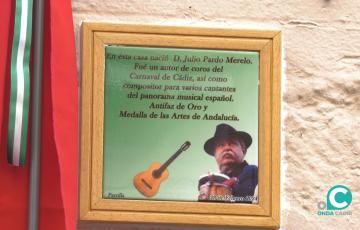 En esta casa nació D. Julio Pardo Merelo.
Fué un autor de coros del
Carnaval de Cádiz, así como
compositor para varios cantantes
del panorama musical español.
Antifaz de Oro y
Medalla de las Artes de Andalucía.
ONDA CÁDIZ